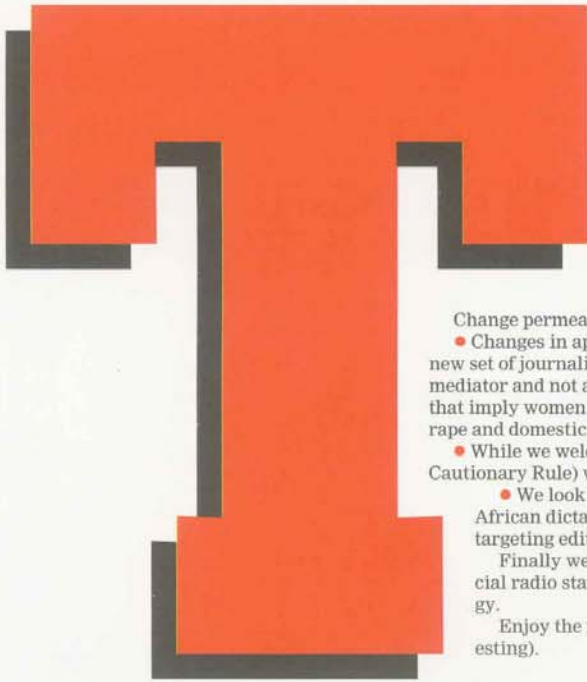 T
Change permea
• Changes in ap
new set of journali
mediator and not a
that imply women
rape and domestic
• While we welc
Cautionary Rule) w
• We look
African dicta
targeting edi
Finally we
cial radio sta
gy.
Enjoy the
esting).